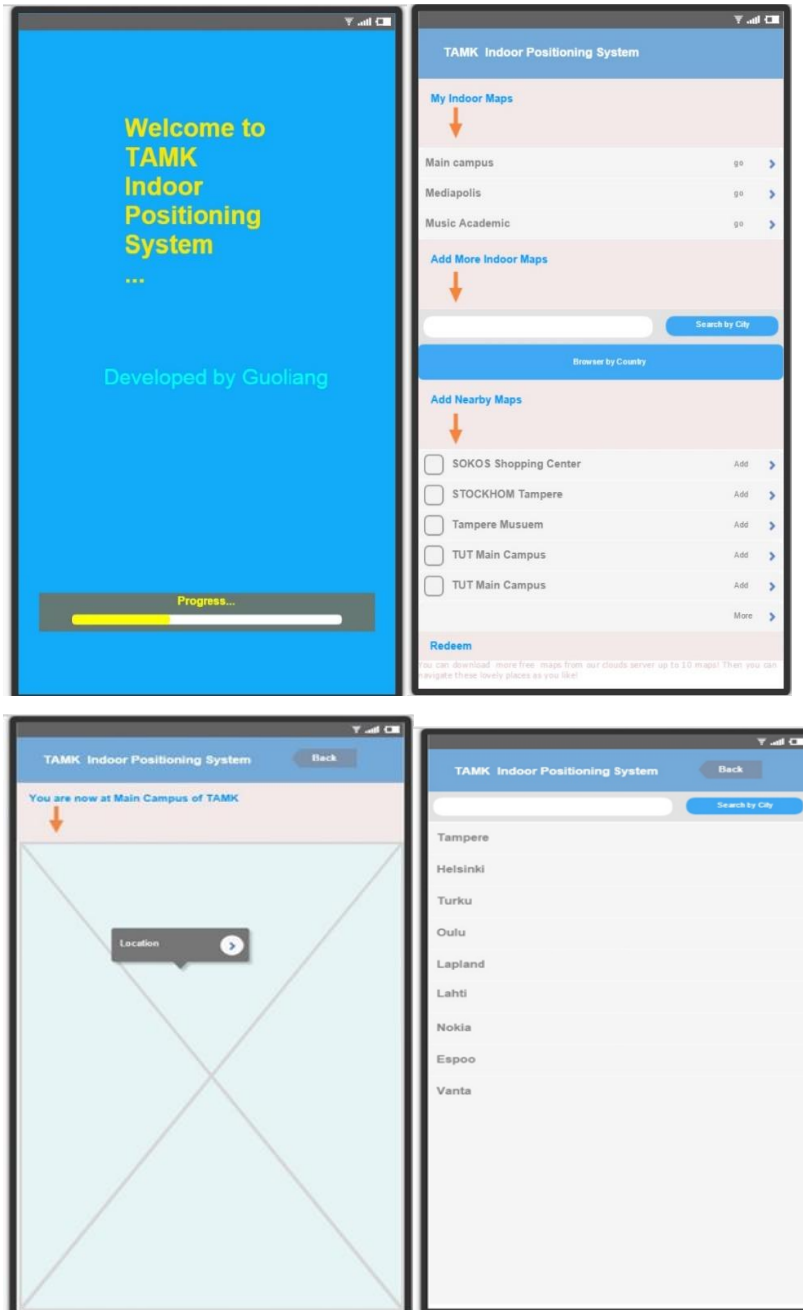 Welcome to
TAMK
Indoor
Positioning
System
...
Developed by Guoliang
Progress...
TAMK Indoor Positioning System
My Indoor Maps
Main campus go
Mediapolis go
Music Academic go
Add More Indoor Maps
Search by City
Browser by Country
Add Nearby Maps
SOKOS Shopping Center Add
STOCKHOM Tampere Add
Tampere Musuem Add
TUT Main Campus Add
TUT Main Campus Add
More
Redeem
You can download more free maps from our clouds server up to 10 maps! Then you can
navigate these lovely places as you like!
TAMK Indoor Positioning System Back
You are now at Main Campus of TAMK
Location
TAMK Indoor Positioning System Back
Search by City
Tampere
Helsinki
Turku
Oulu
Lapland
Lahti
Nokia
Espoo
Vanta